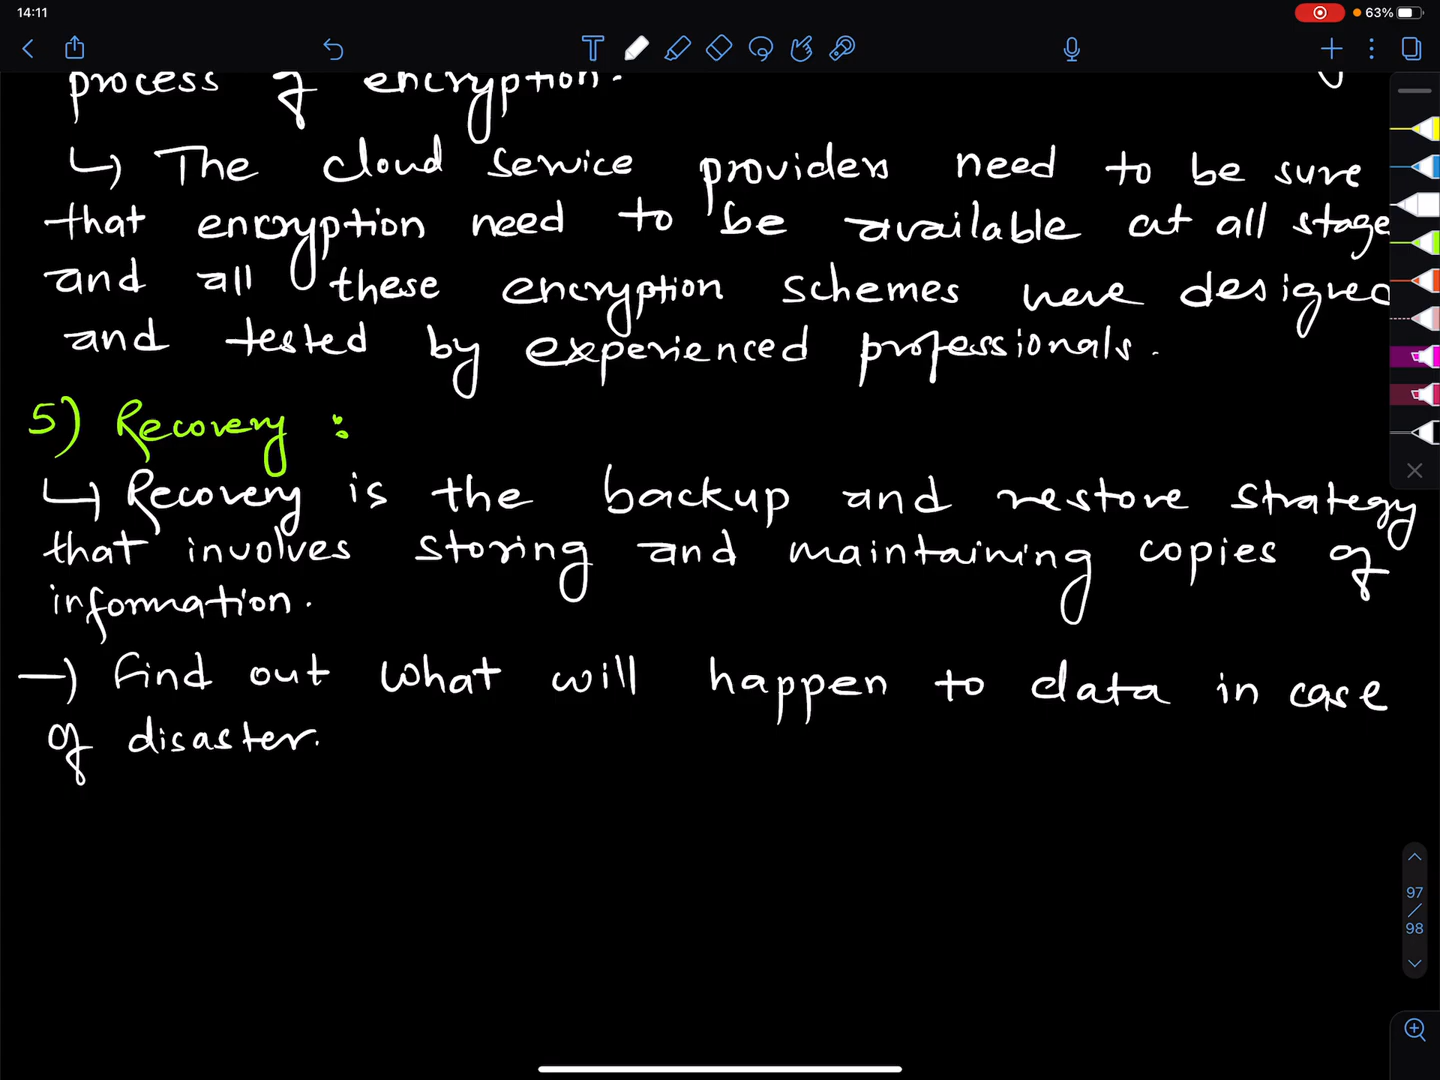 14:11
63%
process of encryption.
↳ The cloud service providers need to be sure
that encryption need to be available at all stage
and all these encryption schemes were designed
and tested by experienced professionals.
5) Recovery :
↳ Recovery is the backup and restore strategy
that involves storing and maintaining copies of
information.
→ Find out what will happen to data in case
of disaster.
97
/
98